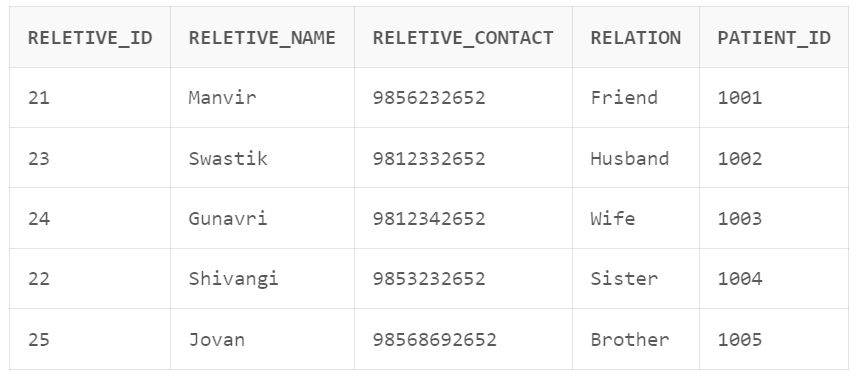 RELETIVE_ID RELETIVE_NAME RELETIVE_CONTACT RELATION PATIENT_ID
21 Manvir 9856232652 Friend 1001
23 Swastik 9812332652 Husband 1002
24 Gunavri 9812342652 Wife 1003
22 Shivangi 9853232652 Sister 1004
25 Jovan 98568692652 Brother 1005